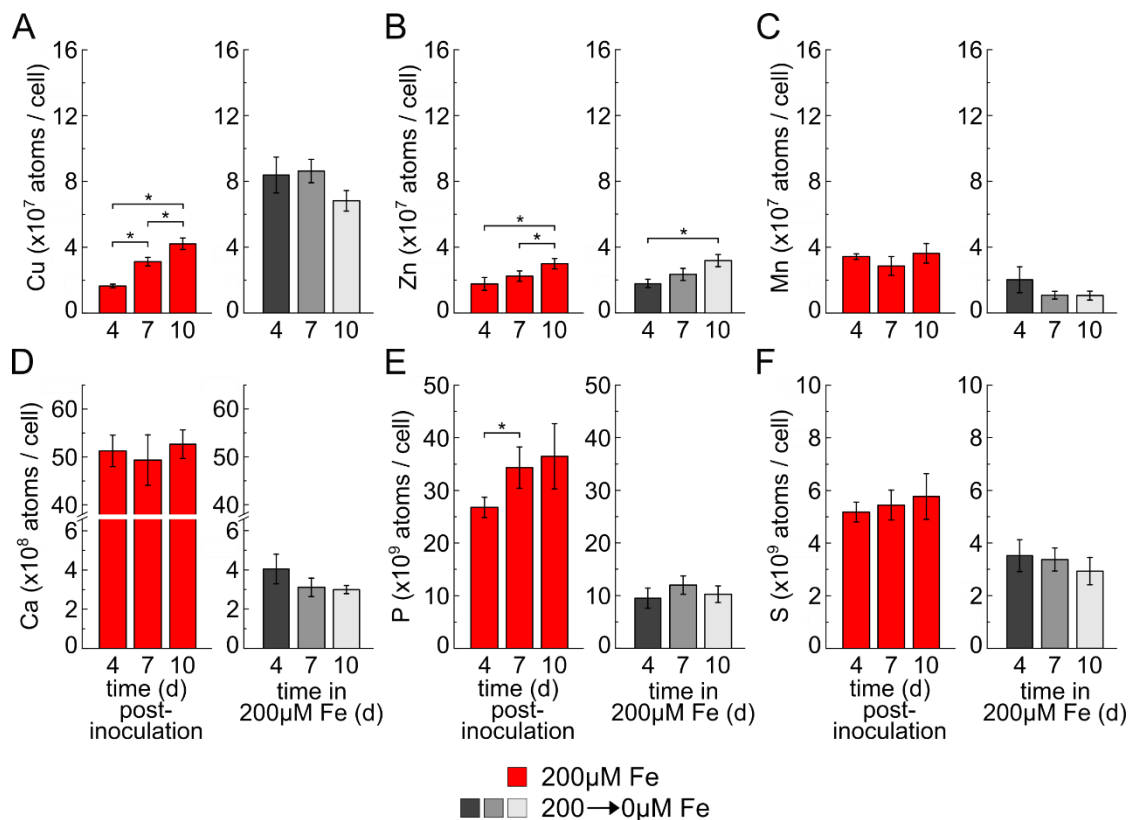 A
B
C
Cu (x10⁷ atoms / cell)
16
12
8
4
0
* * *
4 7 10
16
12
8
4
0
4 7 10
Zn (x10⁷ atoms / cell)
16
12
8
4
0
* *
4 7 10
16
12
8
4
0
*
4 7 10
Mn (x10⁷ atoms / cell)
16
12
8
4
0
4 7 10
16
12
8
4
0
4 7 10
D
E
F
Ca (x10⁸ atoms / cell)
60
50
40
6
4
2
0
4 7 10
time (d)
post-
inoculation
60
50
40
6
4
2
0
4 7 10
time in
200µM Fe (d)
P (x10⁹ atoms / cell)
50
40
30
20
10
0
*
4 7 10
time (d)
post-
inoculation
50
40
30
20
10
0
4 7 10
time in
200µM Fe (d)
S (x10⁹ atoms / cell)
10
8
6
4
2
0
4 7 10
time (d)
post-
inoculation
10
8
6
4
2
0
4 7 10
time in
200µM Fe (d)
200µM Fe
200→0µM Fe